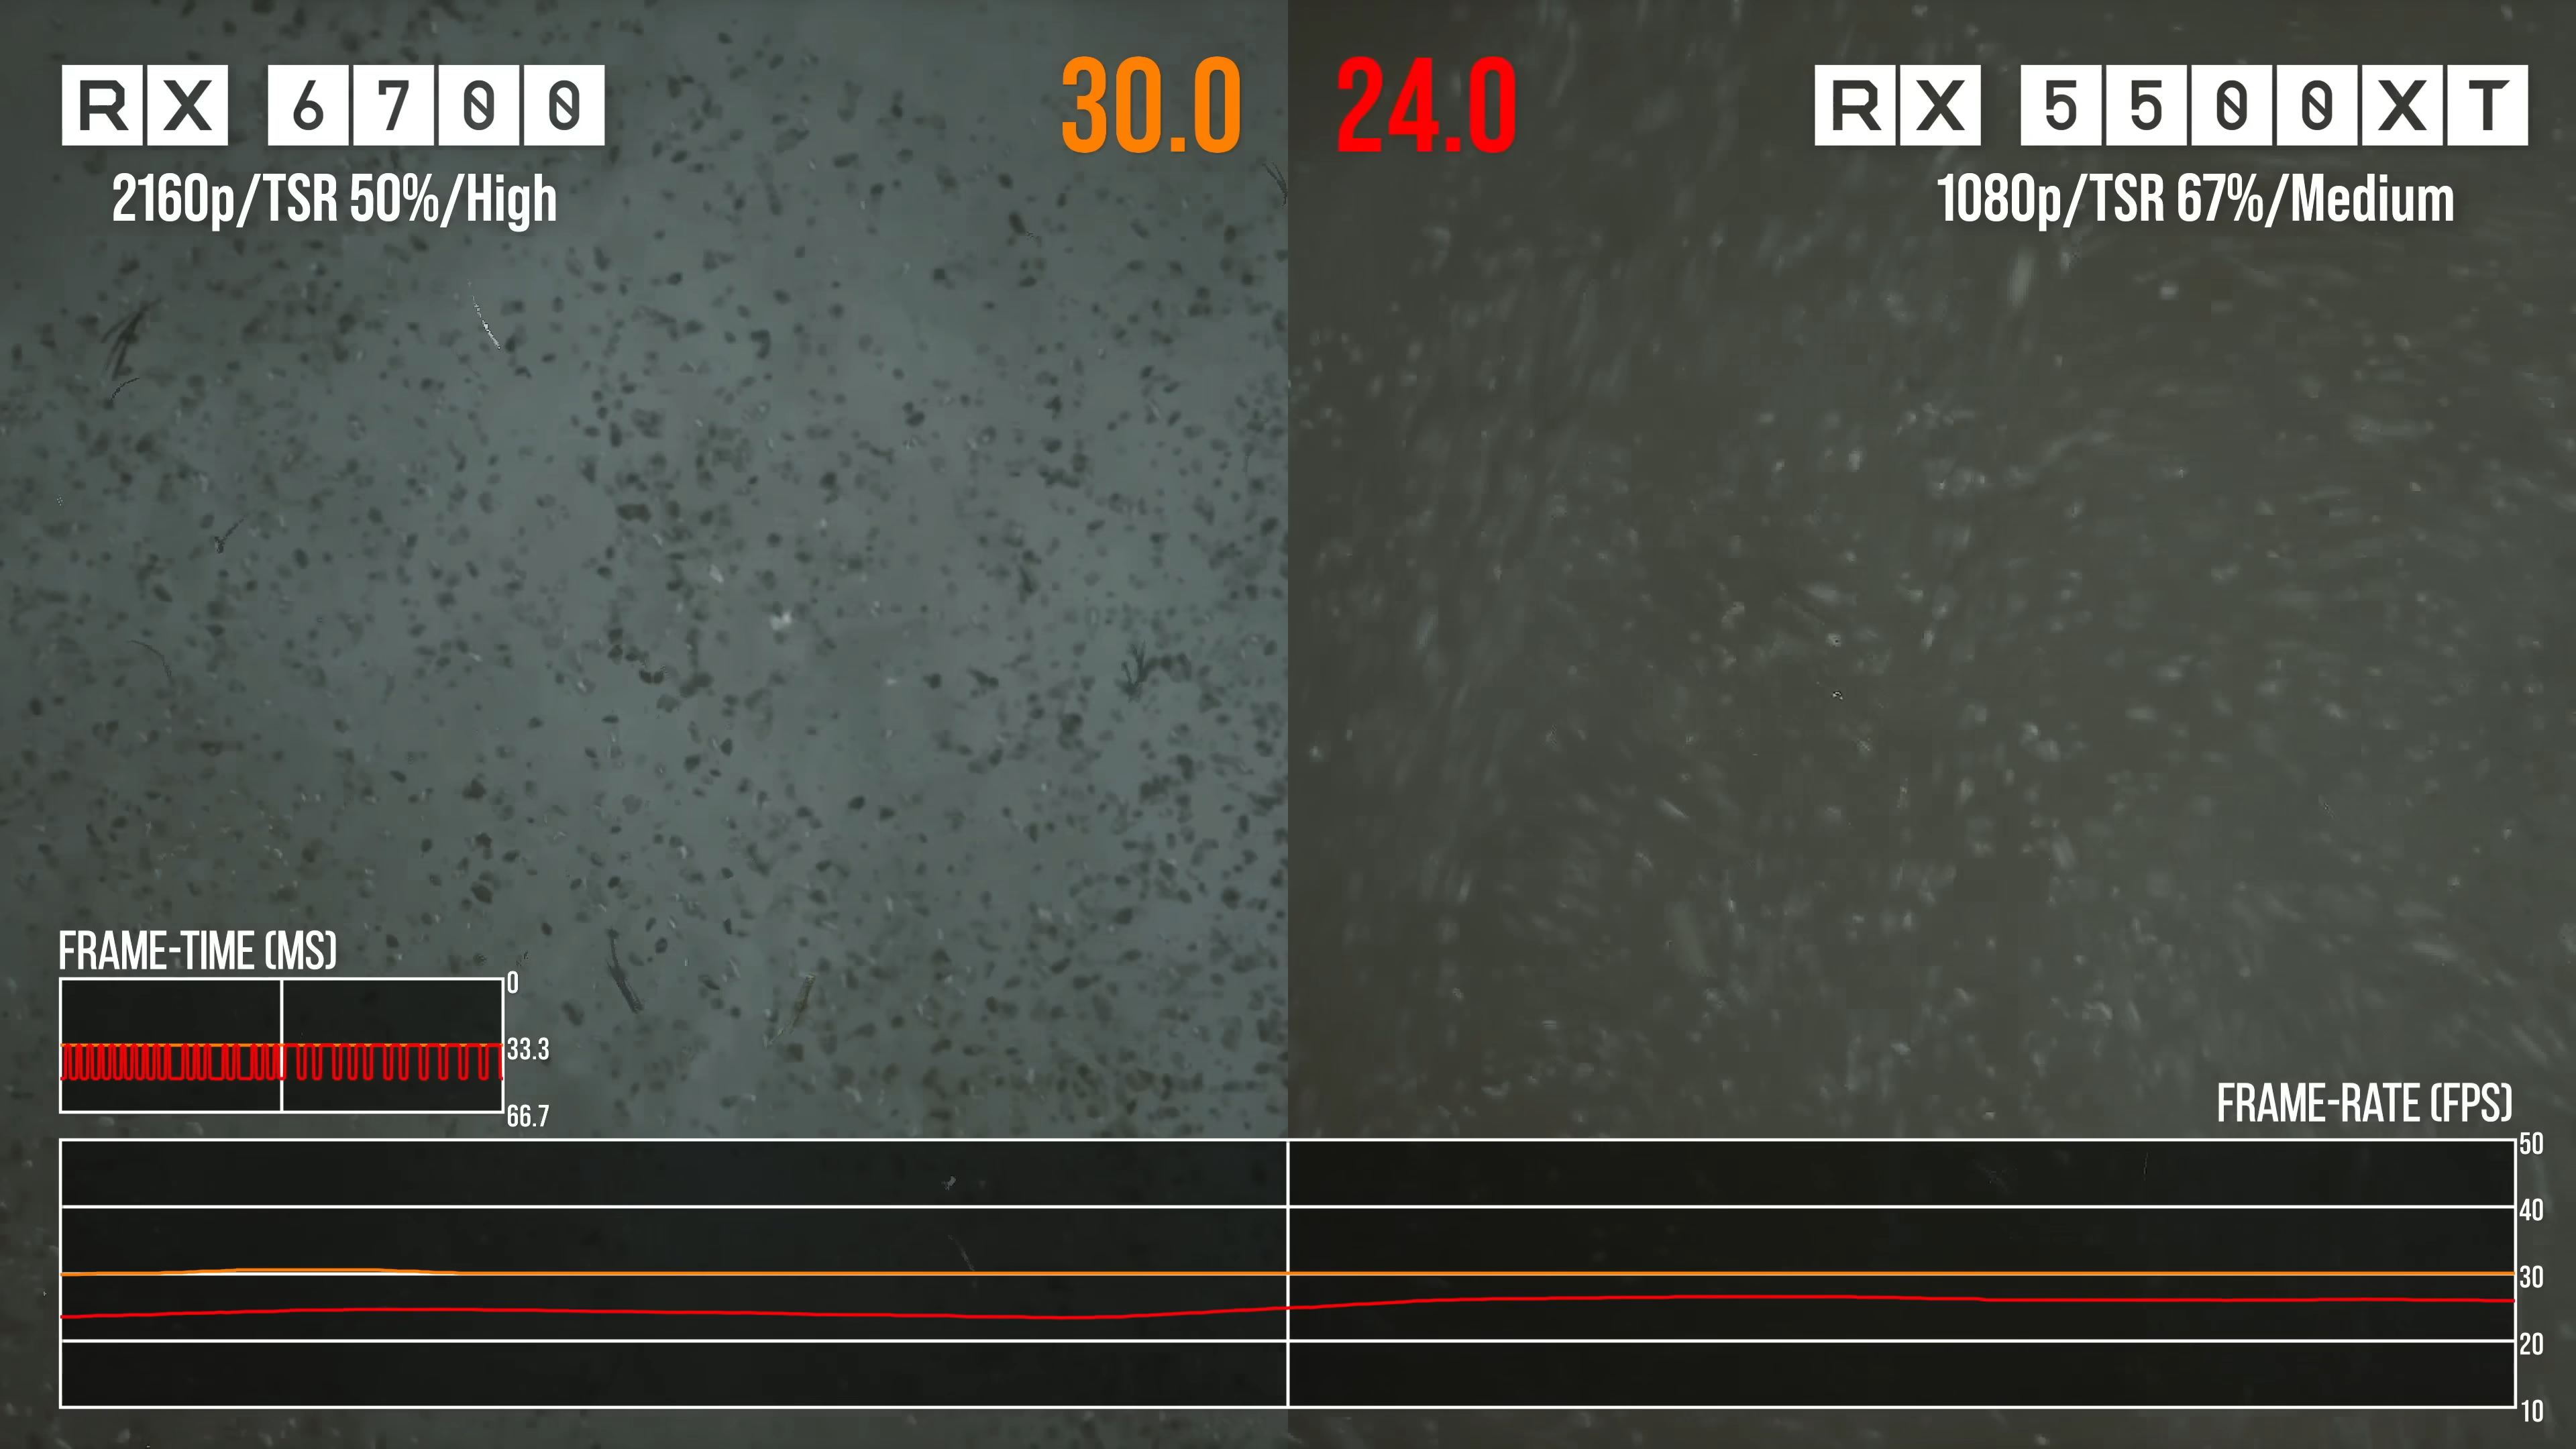 RX 6700
2160p/TSR 50%/High
30.0
24.0
RX 5500XT
1080p/TSR 67%/Medium
FRAME-TIME (MS)
0
33.3
66.7
FRAME-RATE (FPS)
50
40
30
20
10